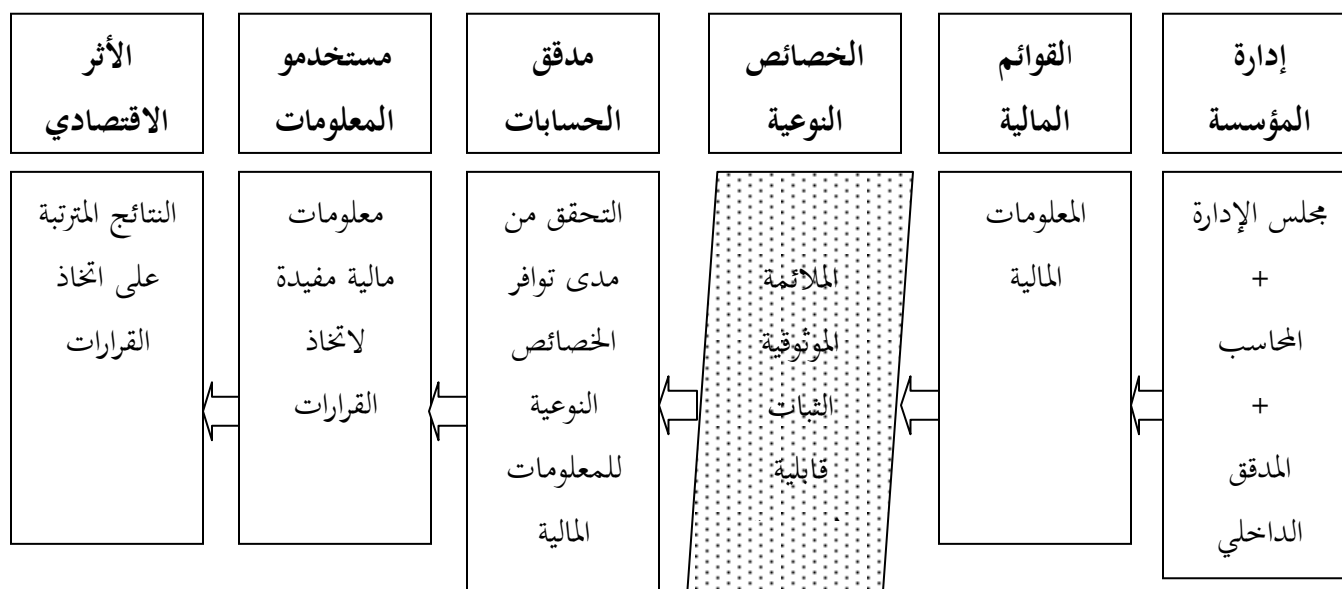 إدارة
المؤسسة
القوائم
المالية
الخصائص
النوعية
مدقق
الحسابات
مستخدمو
المعلومات
الأثر
الاقتصادي
مجلس الإدارة
+
المحاسب
+
المدقق
الداخلي
المعلومات
المالية
الملائمة
الموثوقية
الثبات
قابلية
التحقق من
مدى توافر
الخصائص
النوعية
للمعلومات
المالية
معلومات
مالية مفيدة
لاتخاذ
القرارات
النتائج المترتبة
على اتخاذ
القرارات